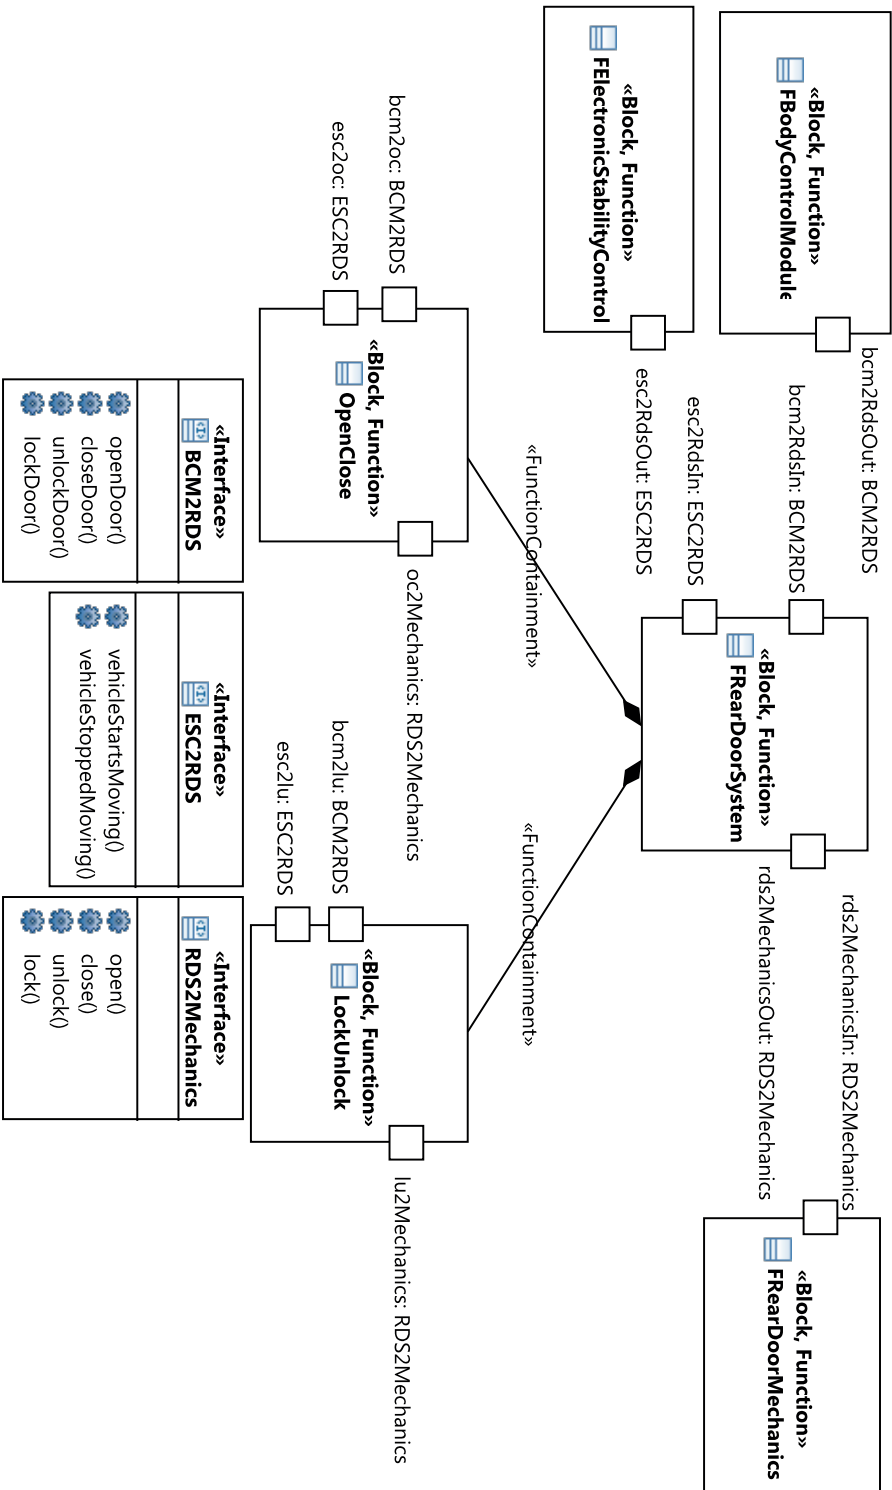 «Block, Function»
FBodyControlModule
bcm2RdsOut: BCM2RDS
«Block, Function»
FElectronicStabilityControl
esc2RdsOut: ESC2RDS
bcm2RdsIn: BCM2RDS
esc2RdsIn: ESC2RDS
«Block, Function»
FRearDoorSystem
rds2MechanicsOut: RDS2Mechanics
rds2MechanicsIn: RDS2Mechanics
«Block, Function»
FRearDoorMechanics
«FunctionContainment»
«FunctionContainment»
bcm2oc: BCM2RDS
esc2oc: ESC2RDS
«Block, Function»
OpenClose
oc2Mechanics: RDS2Mechanics
bcm2lu: BCM2RDS
esc2lu: ESC2RDS
«Block, Function»
LockUnlock
lu2Mechanics: RDS2Mechanics
«Interface»
BCM2RDS
openDoor()
closeDoor()
unlockDoor()
lockDoor()
«Interface»
ESC2RDS
vehicleStartsMoving()
vehicleStoppedMoving()
«Interface»
RDS2Mechanics
open()
close()
unlock()
lock()